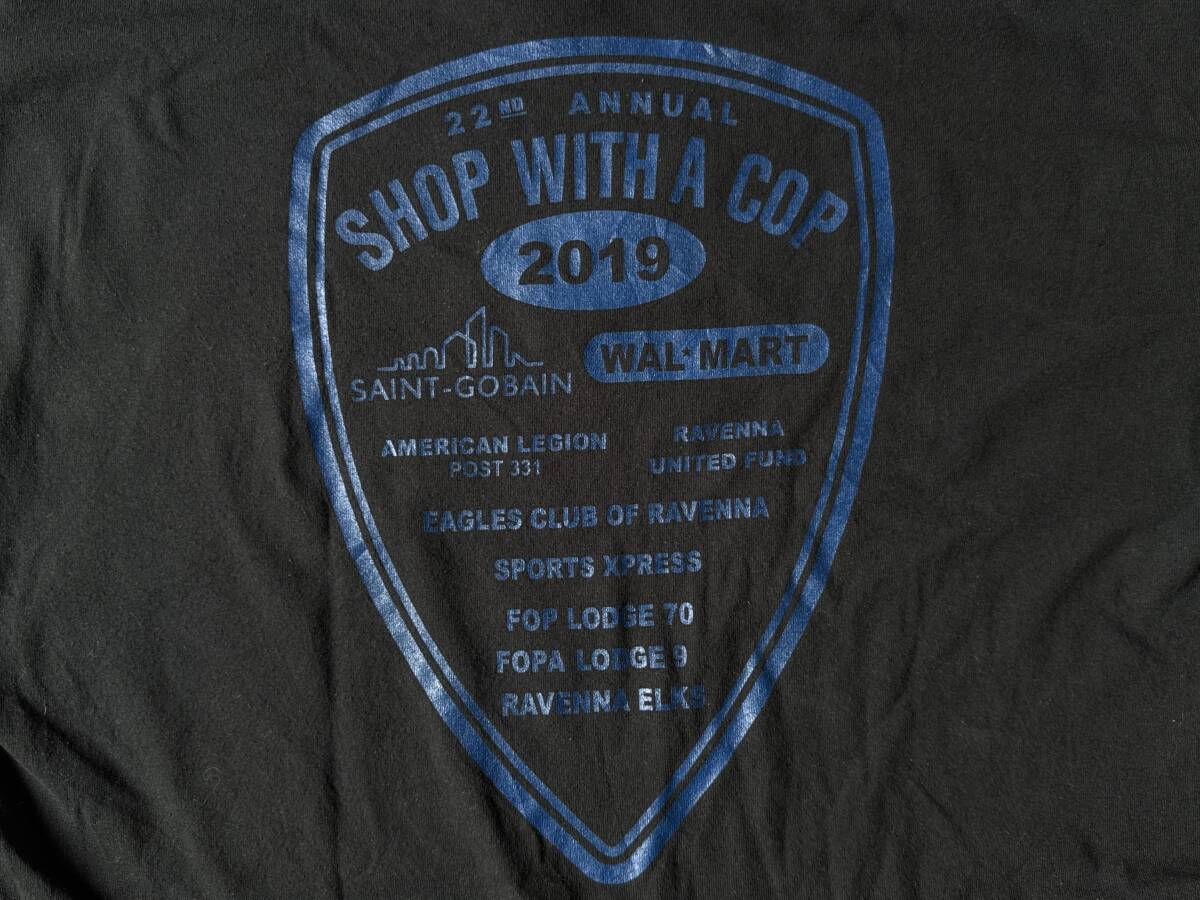 22ND ANNUAL
SHOP WITH A COP
2019
SAINT-GOBAIN
WAL★MART
AMERICAN LEGION
POST 331
RAVENNA
UNITED FUND
EAGLES CLUB OF RAVENNA
SPORTS XPRESS
FOP LODGE 70
FOPA LODGE 9
RAVENNA ELKS